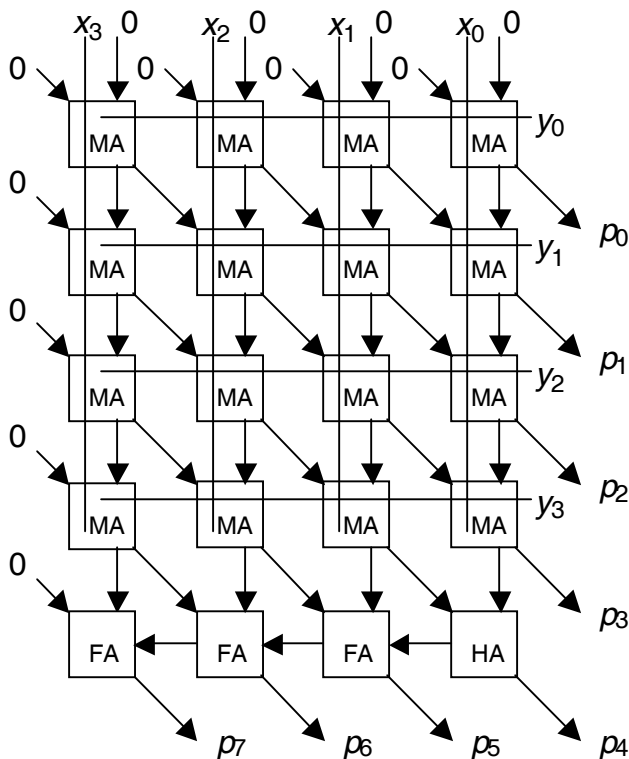 x₃ 0 x₂ 0 x₁ 0 x₀ 0
0 0 0 0
y₀
MA MA MA MA
0
p₀
y₁
MA MA MA MA
0
p₁
y₂
MA MA MA MA
0
p₂
y₃
MA MA MA MA
0
p₃
FA FA FA HA
p₇ p₆ p₅ p₄